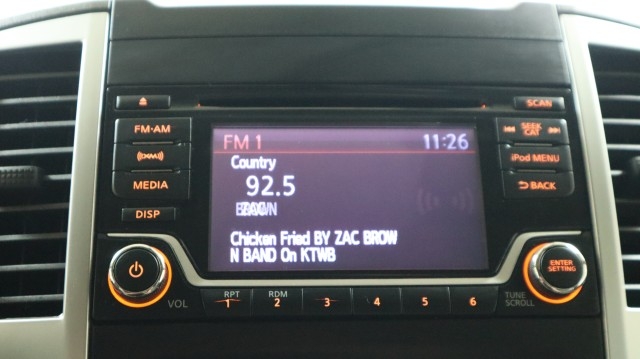 SCAN
FM·AM
SEEK
CAT
((XM))
iPod MENU
MEDIA
BACK
DISP
FM 1 11:26
Country
92.5
Chicken Fried BY ZAC BROW
N BAND On KTWB
VOL
RPT
1
RDM
2
3
4
5
6
TUNE
SCROLL
ENTER
SETTING